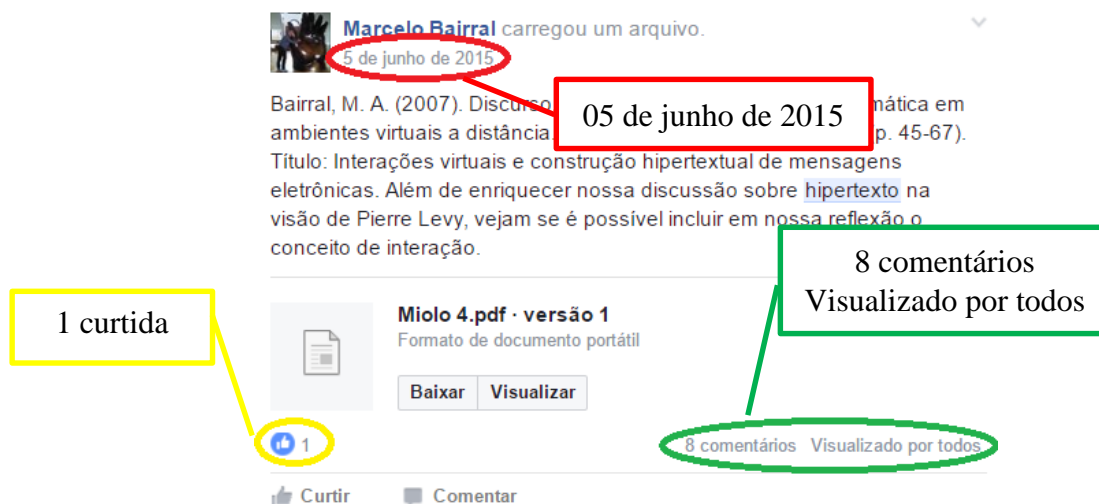 Marcelo Bairral carregou um arquivo.
5 de junho de 2015
05 de junho de 2015
Bairral, M. A. (2007). Discurso mática em
ambientes virtuais a distância. p. 45-67).
Título: Interações virtuais e construção hipertextual de mensagens
eletrônicas. Além de enriquecer nossa discussão sobre hipertexto na
visão de Pierre Levy, vejam se é possível incluir em nossa reflexão o
conceito de interação.
8 comentários
Visualizado por todos
1 curtida
Miolo 4.pdf · versão 1
Formato de documento portátil
Baixar Visualizar
1
8 comentários Visualizado por todos
Curtir Comentar